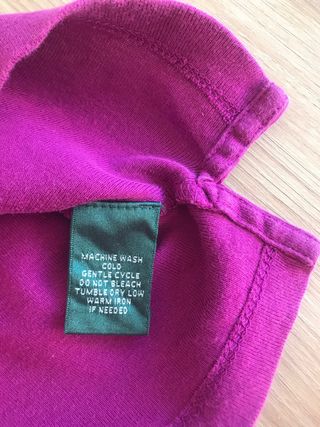 MACHINE WASH
COLD
GENTLE CYCLE
DO NOT BLEACH
TUMBLE DRY LOW
WARM IRON
IF NEEDED